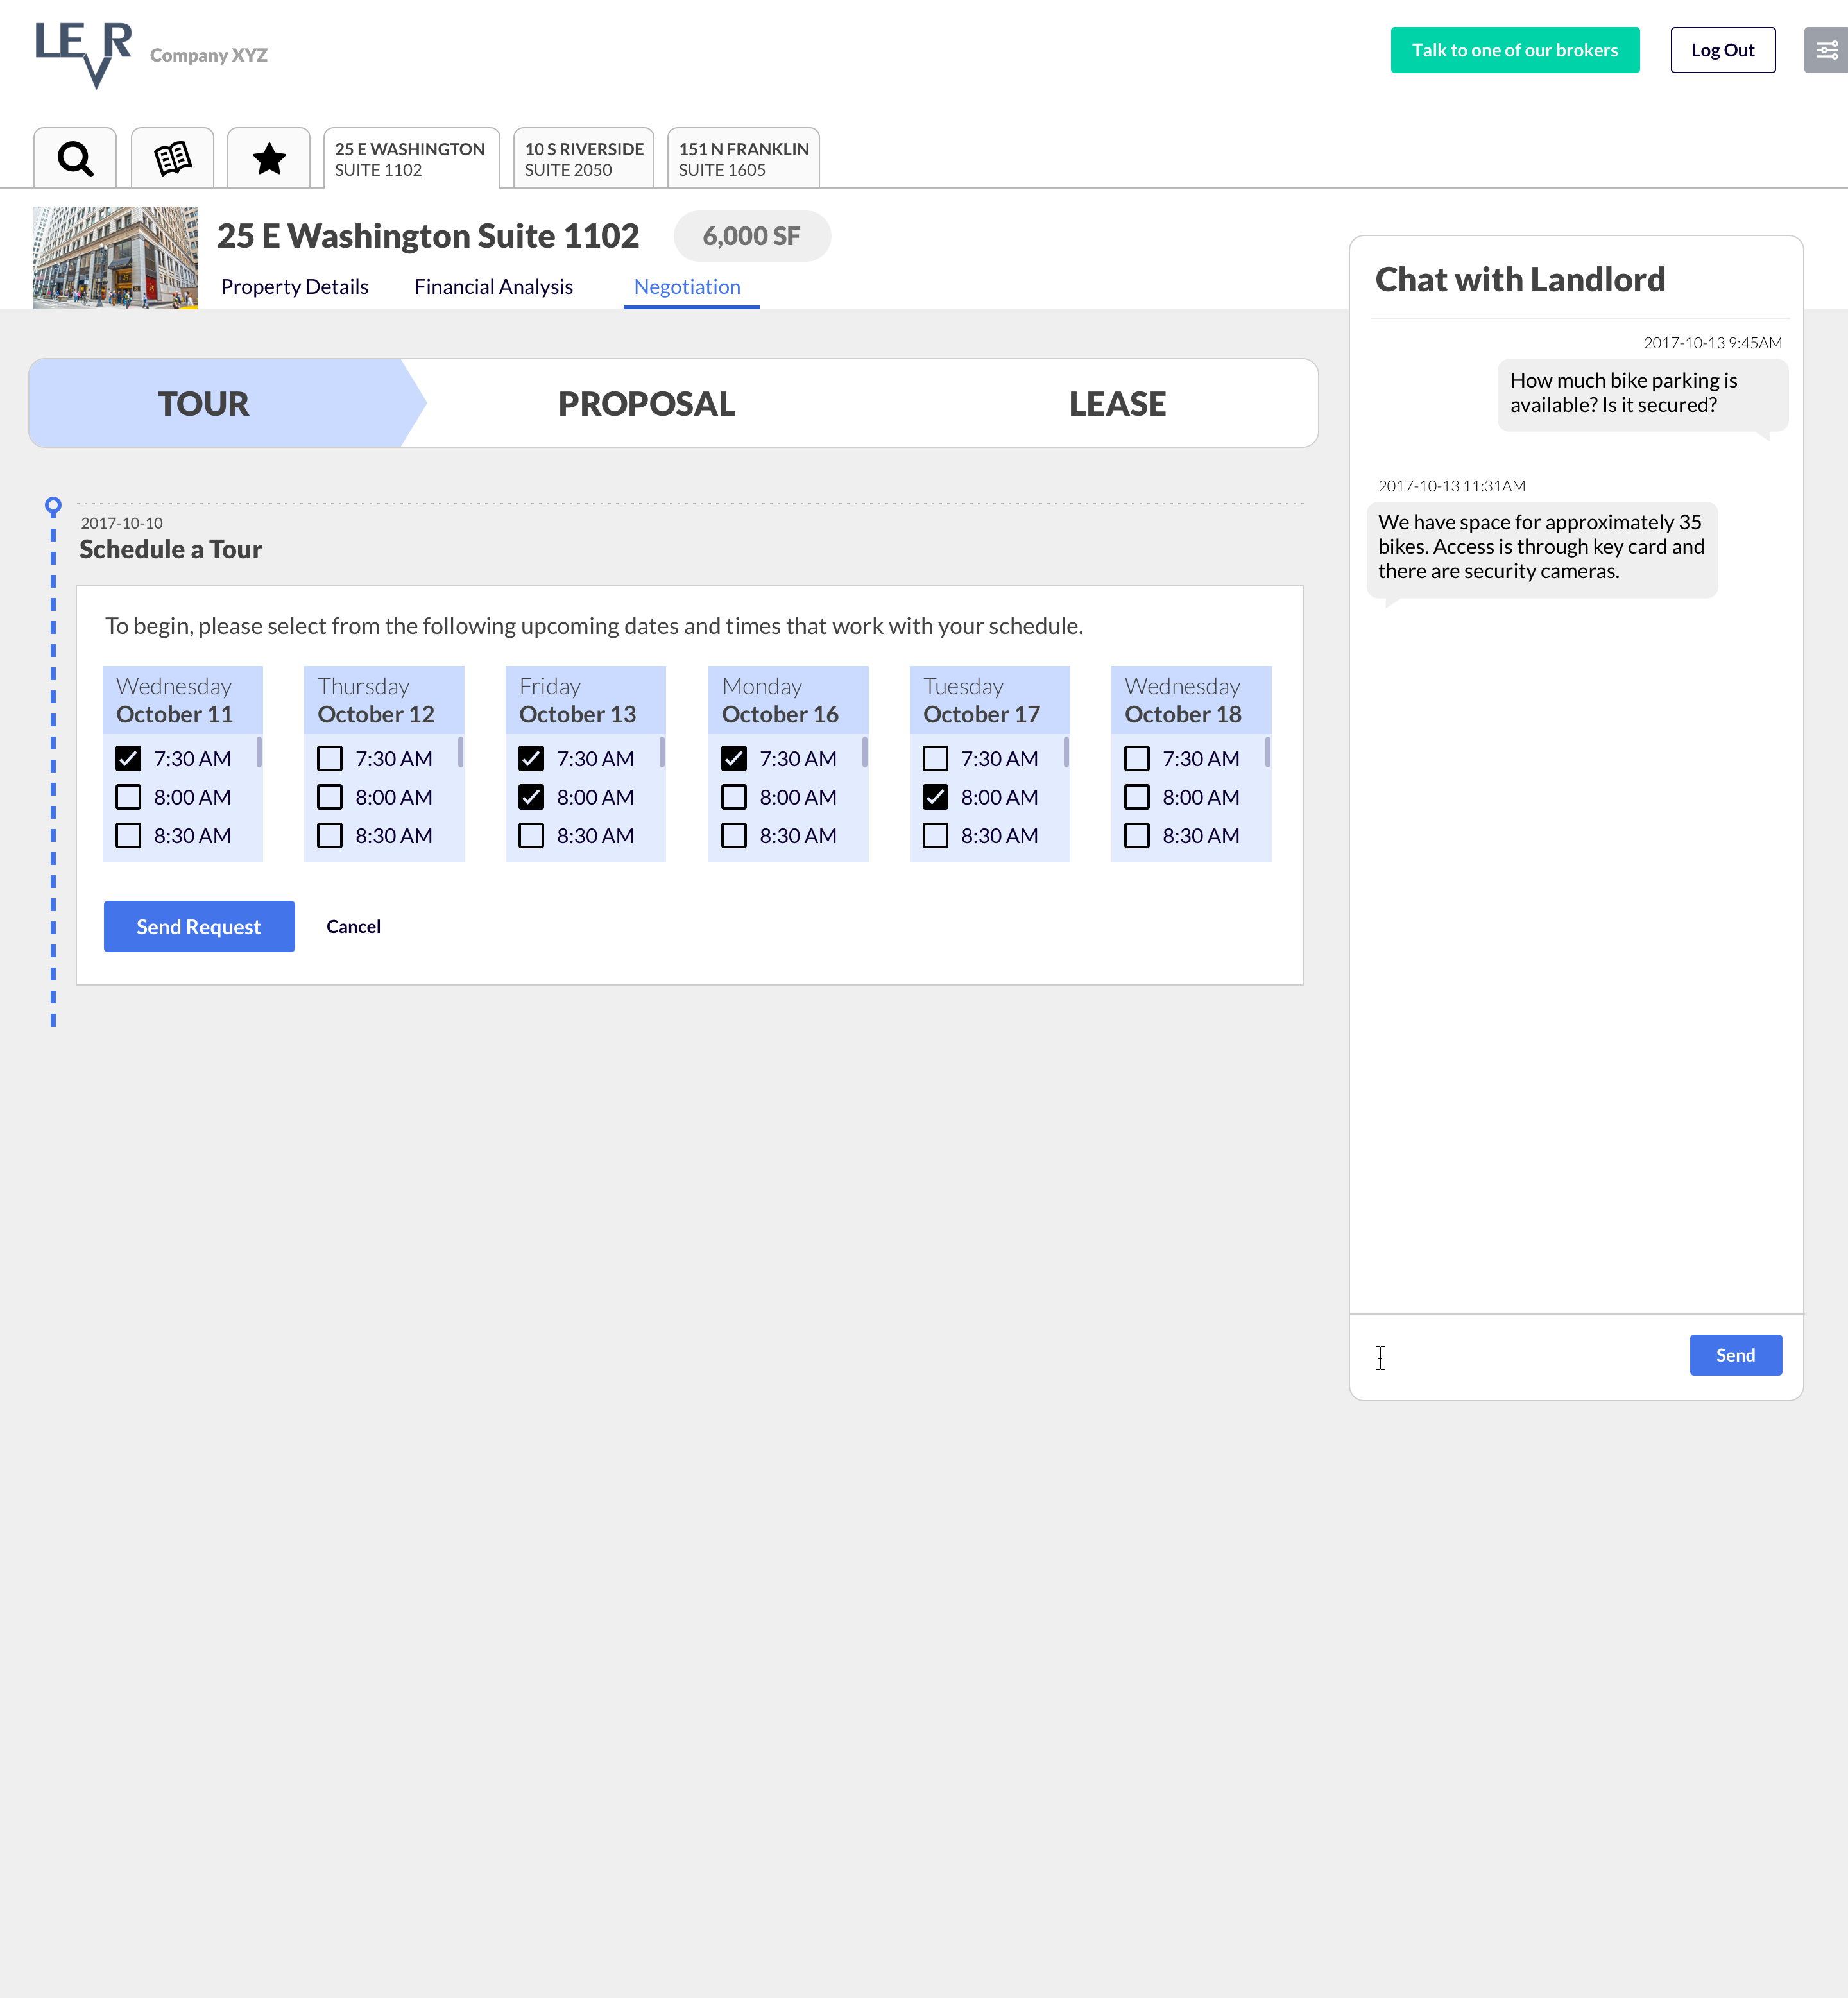 LEVR
Company XYZ
Talk to one of our brokers
Log Out
25 E WASHINGTON
SUITE 1102
10 S RIVERSIDE
SUITE 2050
151 N FRANKLIN
SUITE 1605
25 E Washington Suite 1102
6,000 SF
Property Details
Financial Analysis
Negotiation
TOUR
PROPOSAL
LEASE
2017-10-10
Schedule a Tour
To begin, please select from the following upcoming dates and times that work with your schedule.
Wednesday
October 11
7:30 AM
8:00 AM
8:30 AM
Thursday
October 12
7:30 AM
8:00 AM
8:30 AM
Friday
October 13
7:30 AM
8:00 AM
8:30 AM
Monday
October 16
7:30 AM
8:00 AM
8:30 AM
Tuesday
October 17
7:30 AM
8:00 AM
8:30 AM
Wednesday
October 18
7:30 AM
8:00 AM
8:30 AM
Send Request
Cancel
Chat with Landlord
2017-10-13 9:45AM
How much bike parking is
available? Is it secured?
2017-10-13 11:31AM
We have space for approximately 35
bikes. Access is through key card and
there are security cameras.
Send